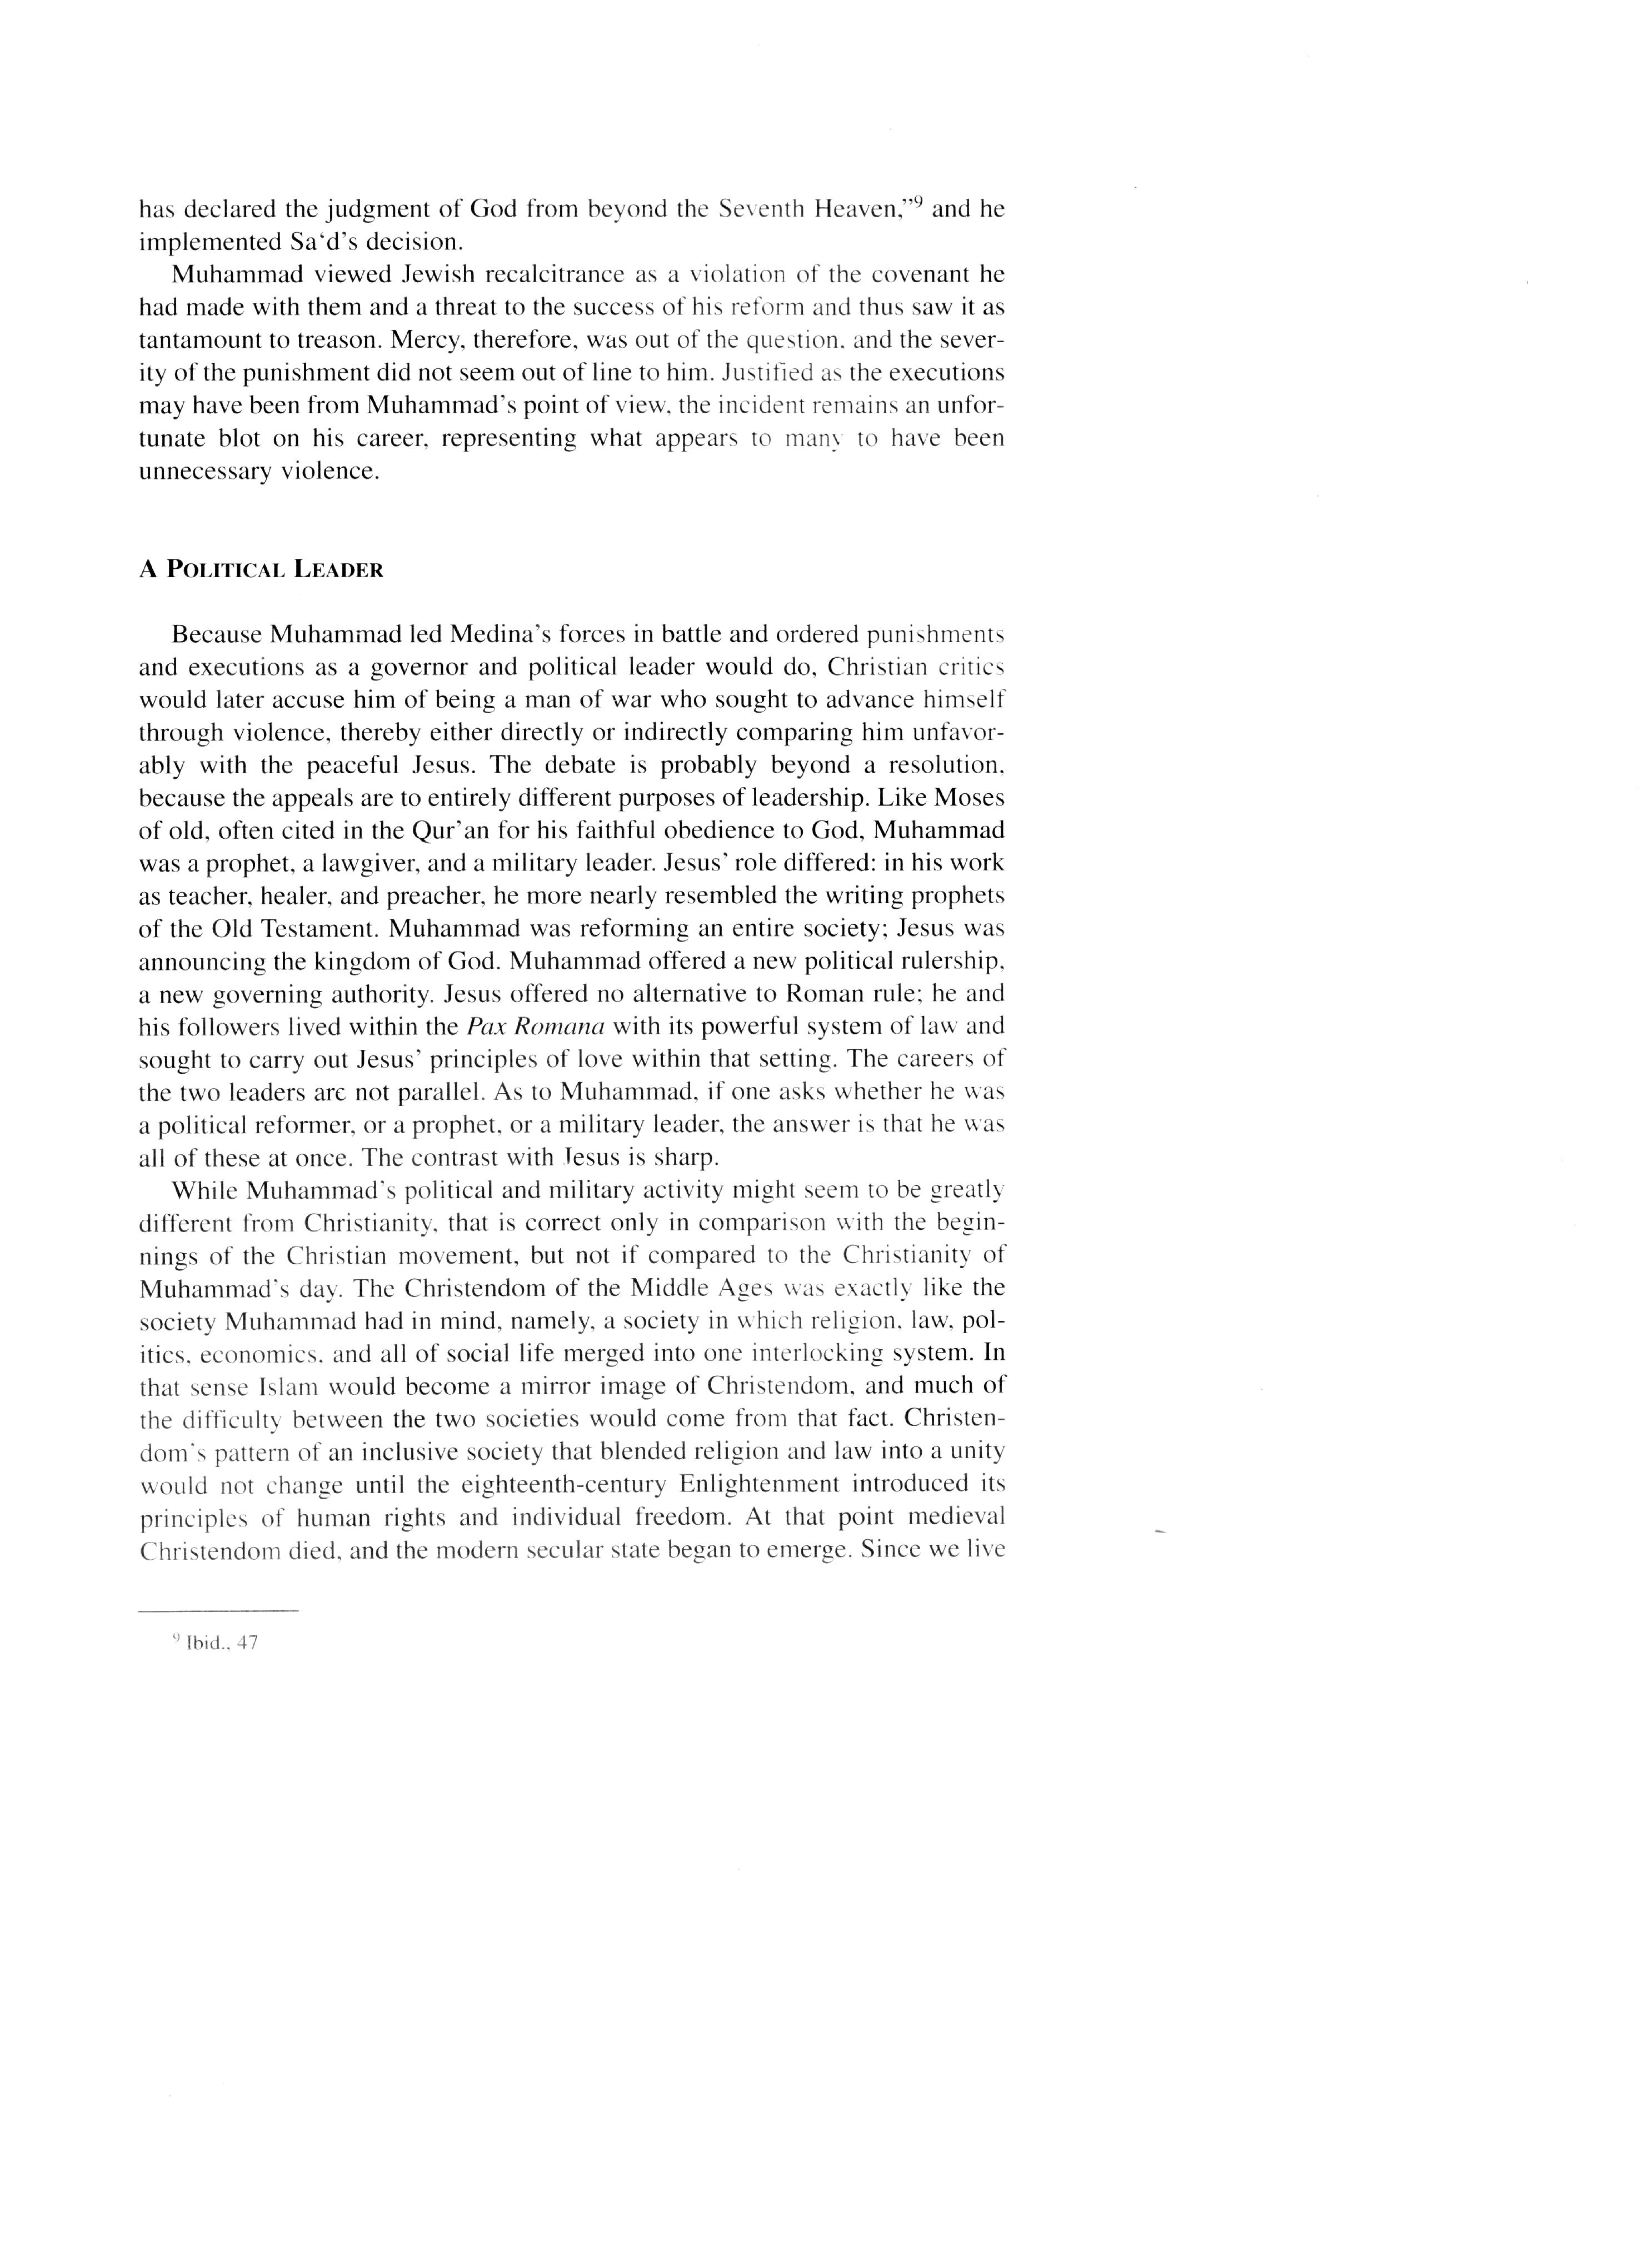 has declared the judgment of God from beyond the Seventh Heaven,”⁹ and he
implemented Sa‘d’s decision.
Muhammad viewed Jewish recalcitrance as a violation of the covenant he
had made with them and a threat to the success of his reform and thus saw it as
tantamount to treason. Mercy, therefore, was out of the question, and the sever-
ity of the punishment did not seem out of line to him. Justified as the executions
may have been from Muhammad’s point of view, the incident remains an unfor-
tunate blot on his career, representing what appears to many to have been
unnecessary violence.
A POLITICAL LEADER
Because Muhammad led Medina’s forces in battle and ordered punishments
and executions as a governor and political leader would do, Christian critics
would later accuse him of being a man of war who sought to advance himself
through violence, thereby either directly or indirectly comparing him unfavor-
ably with the peaceful Jesus. The debate is probably beyond a resolution,
because the appeals are to entirely different purposes of leadership. Like Moses
of old, often cited in the Qur’an for his faithful obedience to God, Muhammad
was a prophet, a lawgiver, and a military leader. Jesus’ role differed: in his work
as teacher, healer, and preacher, he more nearly resembled the writing prophets
of the Old Testament. Muhammad was reforming an entire society; Jesus was
announcing the kingdom of God. Muhammad offered a new political rulership,
a new governing authority. Jesus offered no alternative to Roman rule; he and
his followers lived within the Pax Romana with its powerful system of law and
sought to carry out Jesus’ principles of love within that setting. The careers of
the two leaders are not parallel. As to Muhammad, if one asks whether he was
a political reformer, or a prophet, or a military leader, the answer is that he was
all of these at once. The contrast with Jesus is sharp.
While Muhammad’s political and military activity might seem to be greatly
different from Christianity, that is correct only in comparison with the begin-
nings of the Christian movement, but not if compared to the Christianity of
Muhammad’s day. The Christendom of the Middle Ages was exactly like the
society Muhammad had in mind, namely, a society in which religion, law, pol-
itics, economics, and all of social life merged into one interlocking system. In
that sense Islam would become a mirror image of Christendom, and much of
the difficulty between the two societies would come from that fact. Christen-
dom’s pattern of an inclusive society that blended religion and law into a unity
would not change until the eighteenth-century Enlightenment introduced its
principles of human rights and individual freedom. At that point medieval
Christendom died, and the modern secular state began to emerge. Since we live
⁹ Ibid., 47